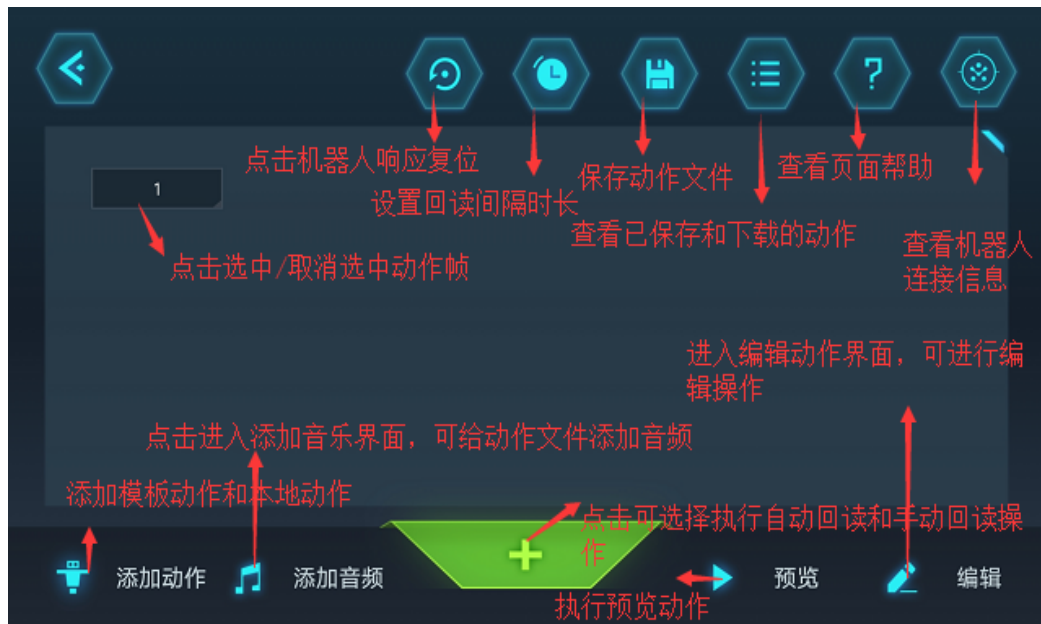 点击机器人响应复位
设置回读间隔时长
保存动作文件
查看已保存和下载的动作
查看页面帮助
查看机器人
连接信息
1
点击选中/取消选中动作帧
进入编辑动作界面，可进行编
辑操作
点击进入添加音乐界面，可给动作文件添加音频
添加模板动作和本地动作
点击可选择执行自动回读和手动回读操
作
添加动作
添加音频
执行预览动作
预览
编辑